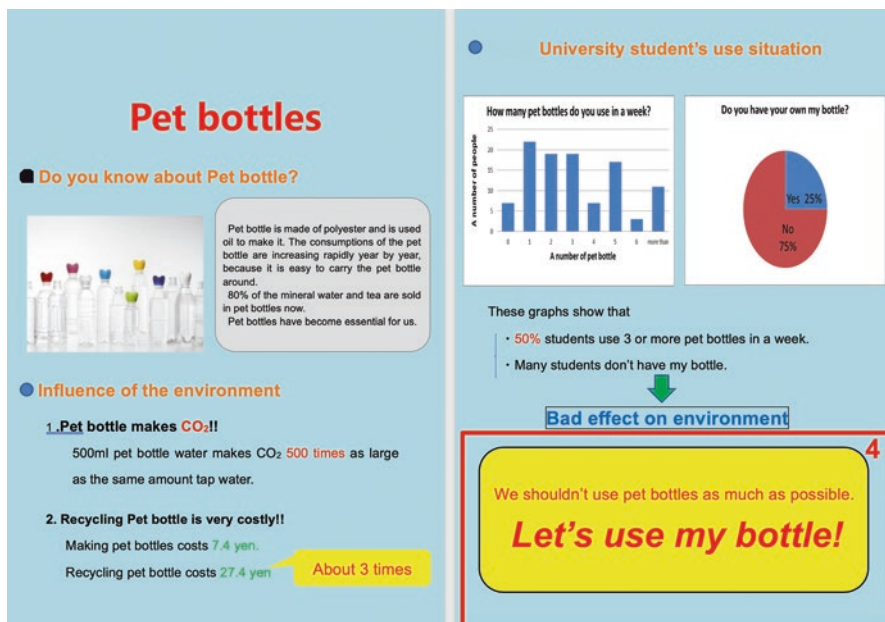 Pet bottles
Do you know about Pet bottle?
Pet bottle is made of polyester and is used
oil to make it. The consumptions of the pet
bottle are increasing rapidly year by year,
because it is easy to carry the pet bottle
around.
80% of the mineral water and tea are sold
in pet bottles now.
Pet bottles have become essential for us.
Influence of the environment
1 .Pet bottle makes CO₂!!
500ml pet bottle water makes CO₂ 500 times as large
as the same amount tap water.
2. Recycling Pet bottle is very costly!!
Making pet bottles costs 7.4 yen.
Recycling pet bottle costs 27.4 yen
About 3 times
University student's use situation
How many pet bottles do you use in a week?
A number of people
25
20
15
10
5
0
0 1 2 3 4 5 6 more than
A number of pet bottle
Do you have your own my bottle?
Yes 25%
No
75%
These graphs show that
・50% students use 3 or more pet bottles in a week.
・Many students don't have my bottle.
Bad effect on environment
4
We shouldn't use pet bottles as much as possible.
Let's use my bottle!